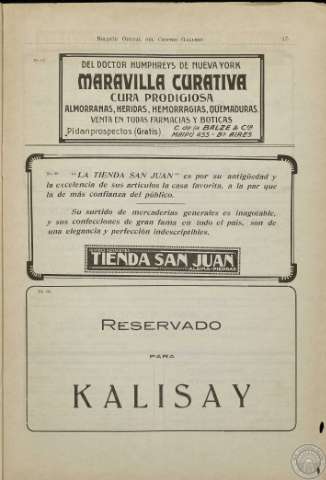 Boletín Oficial del Centro Gallego
DEL DOCTOR HUMPHREYS DE NUEVA YORK
MARAVILLA CURATIVA
CURA PRODIGIOSA
ALMORRANAS, HERIDAS, HEMORRAGIAS, QUEMADURAS.
VENTA EN TODAS FARMACIAS Y BOTICAS
Pidan prospectos (Gratis)
C. de la BALZE & Cía
MAIPÚ 455 - Bs AIRES
"LA TIENDA SAN JUAN" es por su antigüedad y
la excelencia de sus artículos la casa favorita, a la par que
la de más confianza del público.
Su surtido de mercaderías generales es inagotable,
y sus confecciones de gran fama en todo el país, son de
una elegancia y perfección indescriptibles.
TIENDA SAN JUAN
ALSINA-PIEDRAS
RESERVADO
PARA
KALISAY